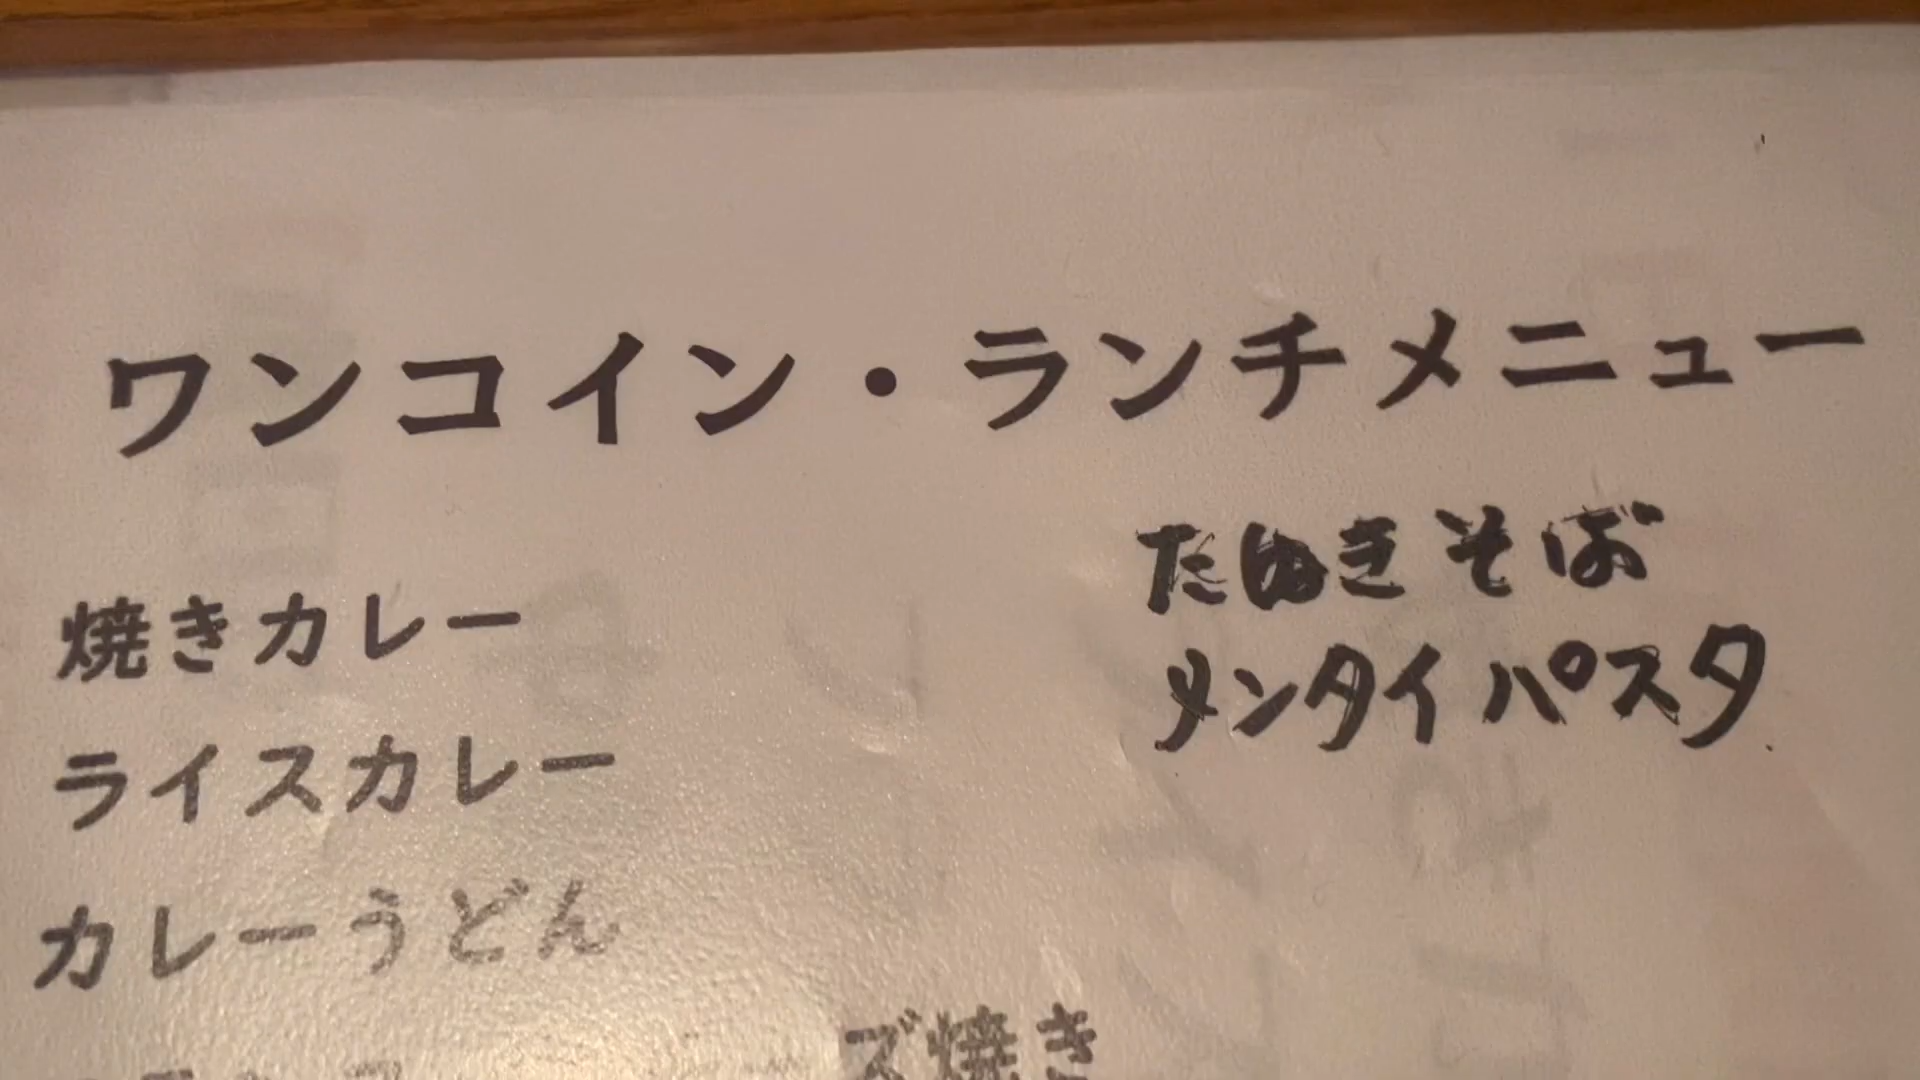 ワンコイン・ランチメニュー
たぬきそば
メンタイパスタ
焼きカレー
ライスカレー
カレーうどん
ズ焼き